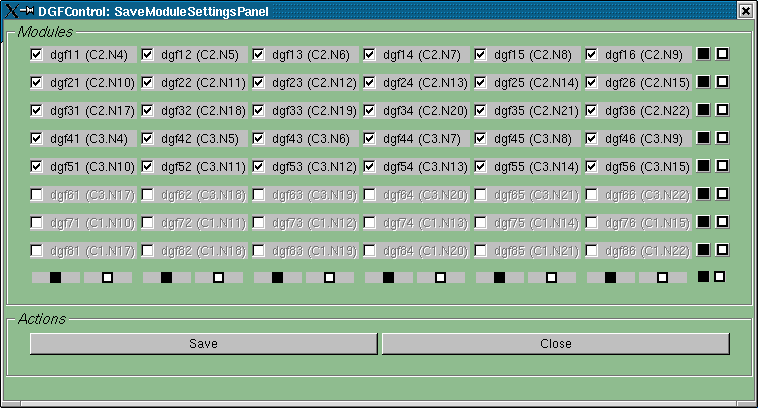 DGFControl: SaveModuleSettingsPanel
Modules
dgf11 (C2.N4) dgf12 (C2.N5) dgf13 (C2.N6) dgf14 (C2.N7) dgf15 (C2.N8) dgf16 (C2.N9)
dgf21 (C2.N10) dgf22 (C2.N11) dgf23 (C2.N12) dgf24 (C2.N13) dgf25 (C2.N14) dgf26 (C2.N15)
dgf31 (C2.N17) dgf32 (C2.N18) dgf33 (C2.N19) dgf34 (C2.N20) dgf35 (C2.N21) dgf36 (C2.N22)
dgf41 (C3.N4) dgf42 (C3.N5) dgf43 (C3.N6) dgf44 (C3.N7) dgf45 (C3.N8) dgf46 (C3.N9)
dgf51 (C3.N10) dgf52 (C3.N11) dgf53 (C3.N12) dgf54 (C3.N13) dgf55 (C3.N14) dgf56 (C3.N15)
dgf61 (C3.N17) dgf62 (C3.N18) dgf63 (C3.N19) dgf64 (C3.N20) dgf65 (C3.N21) dgf66 (C3.N22)
dgf71 (C1.N10) dgf72 (C1.N11) dgf73 (C1.N12) dgf74 (C1.N13) dgf75 (C1.N14) dgf76 (C1.N15)
dgf81 (C1.N17) dgf82 (C1.N18) dgf83 (C1.N19) dgf84 (C1.N20) dgf85 (C1.N21) dgf86 (C1.N22)
Actions
Save Close